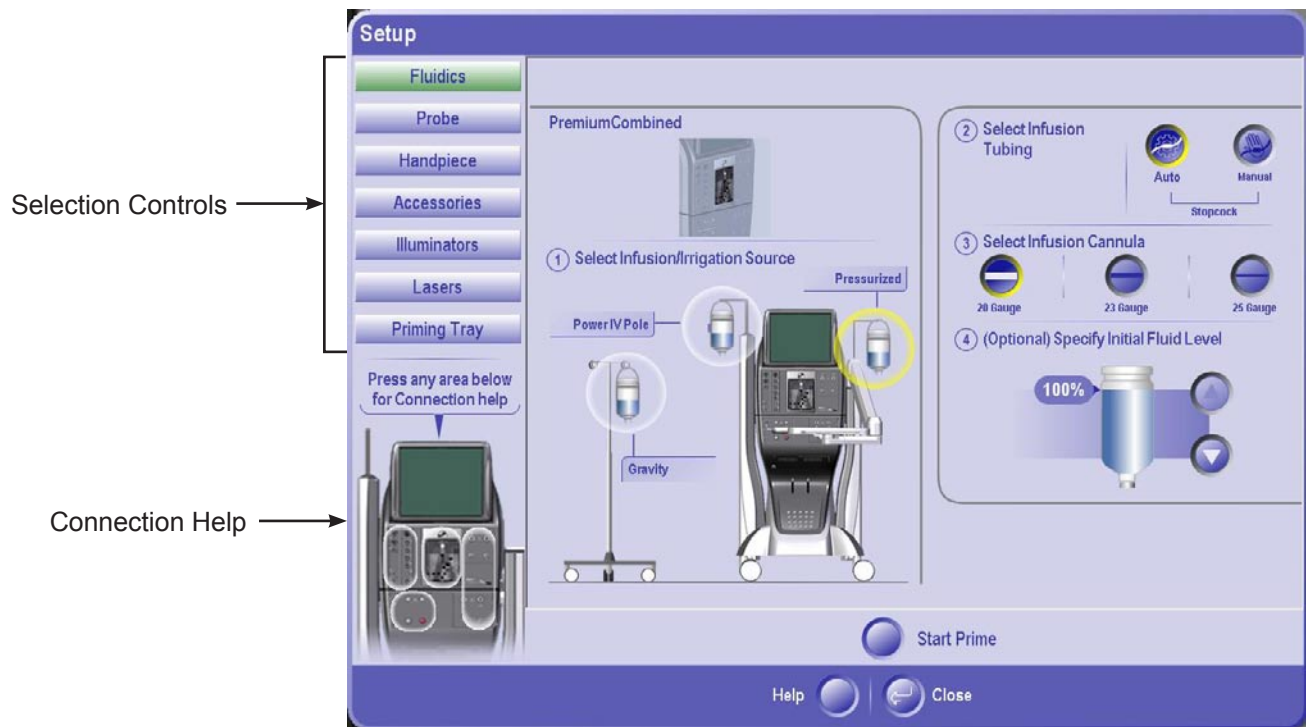 Setup
Fluidics
Probe
Handpiece
Accessories
Illuminators
Lasers
Priming Tray
Selection Controls
Press any area below
for Connection help
Connection Help
PremiumCombined
1 Select Infusion/Irrigation Source
Pressurized
Power IV Pole
Gravity
2 Select Infusion
Tubing
Auto
Manual
Stopcock
3 Select Infusion Cannula
20 Gauge
23 Gauge
25 Gauge
4 (Optional) Specify Initial Fluid Level
100%
Start Prime
Help
Close